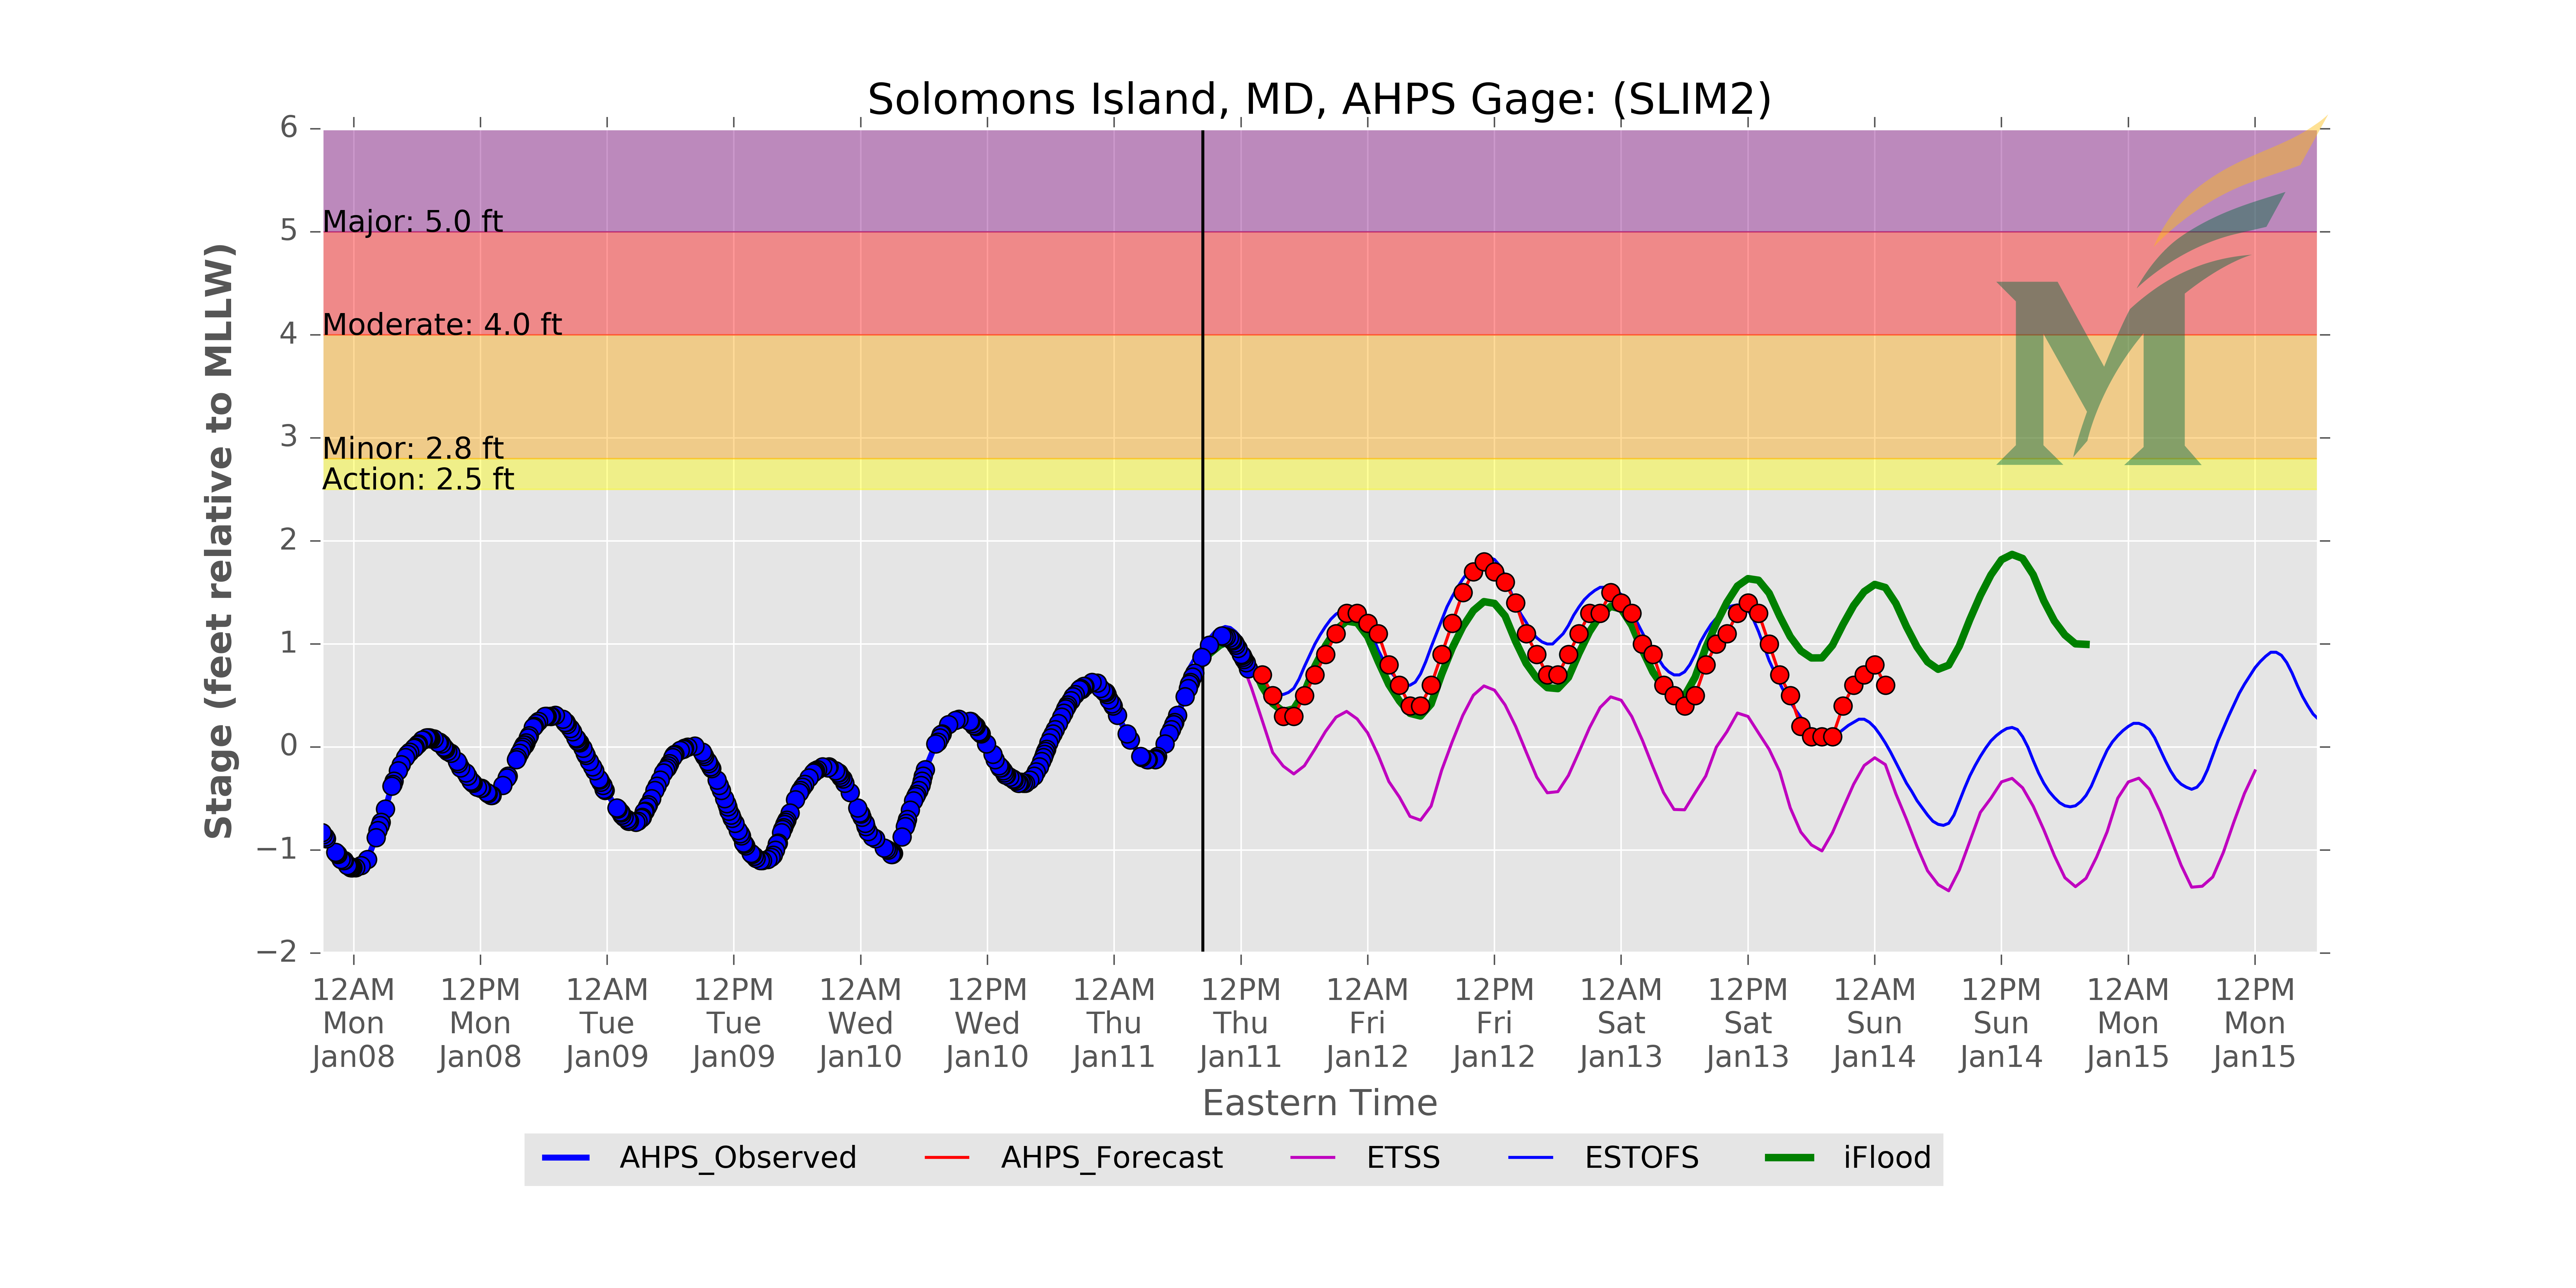 Solomons Island, MD, AHPS Gage: (SLIM2)
Stage (feet relative to MLLW)
6
5
4
3
2
1
0
−1
−2
Major: 5.0 ft
Moderate: 4.0 ft
Minor: 2.8 ft
Action: 2.5 ft
M
12AM 12PM 12AM 12PM 12AM 12PM 12AM 12PM 12AM 12PM 12AM 12PM 12AM 12PM 12AM 12PM
Mon Mon Tue Tue Wed Wed Thu Thu Fri Fri Sat Sat Sun Sun Mon Mon
Jan08 Jan08 Jan09 Jan09 Jan10 Jan10 Jan11 Jan11 Jan12 Jan12 Jan13 Jan13 Jan14 Jan14 Jan15 Jan15
Eastern Time
AHPS_Observed AHPS_Forecast ETSS ESTOFS iFlood